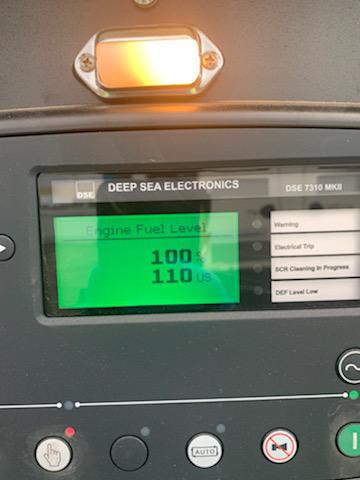 DSE
DEEP SEA ELECTRONICS
DSE 7310 MKII
Engine Fuel Level
100 %
110 US
Warning
Electrical Trip
SCR Cleaning In Progress
DEF Level Low
AUTO
I